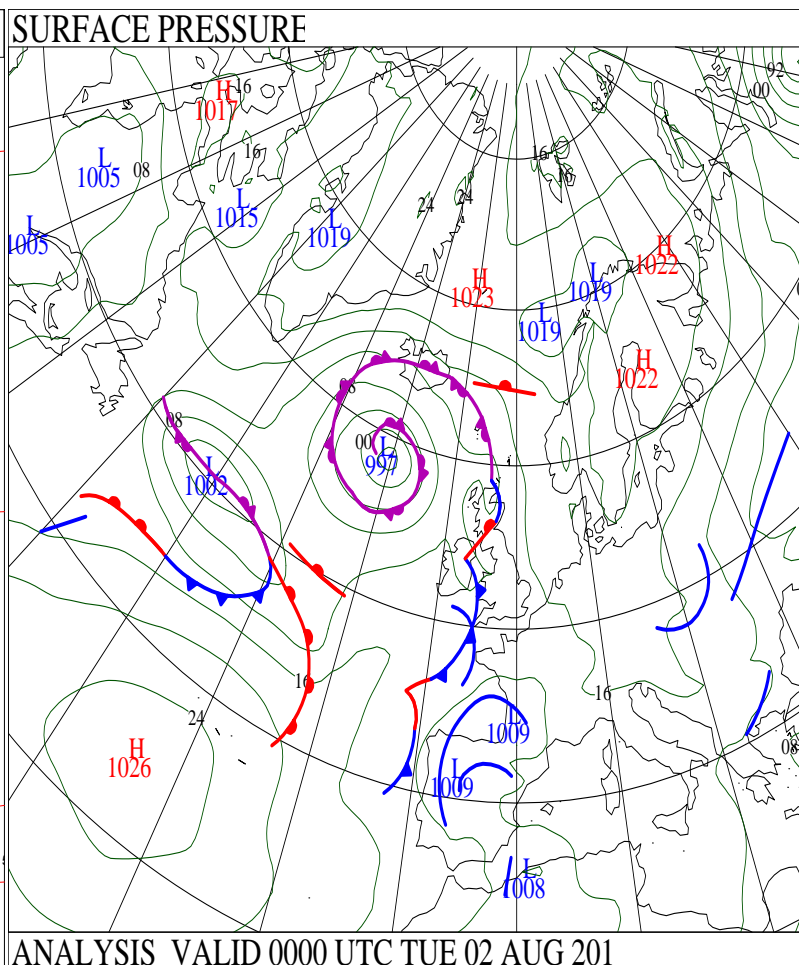 SURFACE PRESSURE
92
H 16
00
1017
L 16 16
1005 08
16
L 24 24
1015 L
L 1019
1005 H
1022
H L
1023 1019
L
1019
H
08 1022
08
00 L
L 997
1002
16 16
24 L
H 1009 08
1026 L
1009
L
1008
ANALYSIS VALID 0000 UTC TUE 02 AUG 201